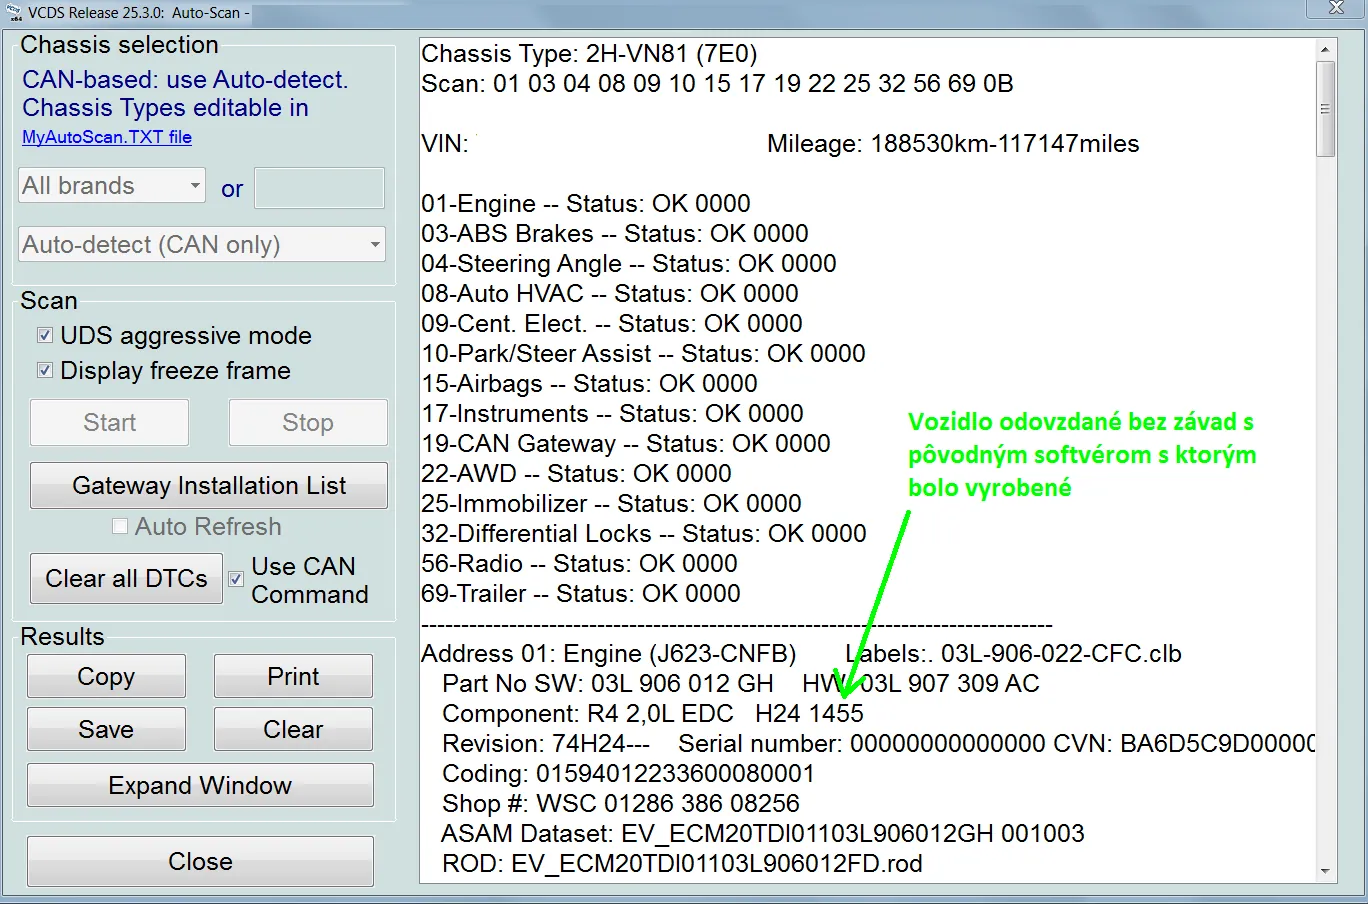 VCDS Release 25.3.0:  Auto-Scan -
Chassis selection
CAN-based: use Auto-detect.
Chassis Types editable in
MyAutoScan.TXT file
All brands
or
Auto-detect (CAN only)
Scan
UDS aggressive mode
Display freeze frame
Start
Stop
Gateway Installation List
Auto Refresh
Clear all DTCs
Use CAN
Command
Results
Copy
Print
Save
Clear
Expand Window
Close
Chassis Type: 2H-VN81 (7E0)
Scan: 01 03 04 08 09 10 15 17 19 22 25 32 56 69 0B
VIN: Mileage: 188530km-117147miles
01-Engine -- Status: OK 0000
03-ABS Brakes -- Status: OK 0000
04-Steering Angle -- Status: OK 0000
08-Auto HVAC -- Status: OK 0000
09-Cent. Elect. -- Status: OK 0000
10-Park/Steer Assist -- Status: OK 0000
15-Airbags -- Status: OK 0000
17-Instruments -- Status: OK 0000
19-CAN Gateway -- Status: OK 0000
22-AWD -- Status: OK 0000
25-Immobilizer -- Status: OK 0000
32-Differential Locks -- Status: OK 0000
56-Radio -- Status: OK 0000
69-Trailer -- Status: OK 0000
Vozidlo odovzdané bez závad s
pôvodným softvérom s ktorým
bolo vyrobené
-------------------------------------------------------------------------------
Address 01: Engine (J623-CNFB) Labels:. 03L-906-022-CFC.clb
Part No SW: 03L 906 012 GH HW: 03L 907 309 AC
Component: R4 2,0L EDC H24 1455
Revision: 74H24--- Serial number: 00000000000000 CVN: BA6D5C9D00000
Coding: 01594012233600080001
Shop #: WSC 01286 386 08256
ASAM Dataset: EV_ECM20TDI01103L906012GH 001003
ROD: EV_ECM20TDI01103L906012FD.rod